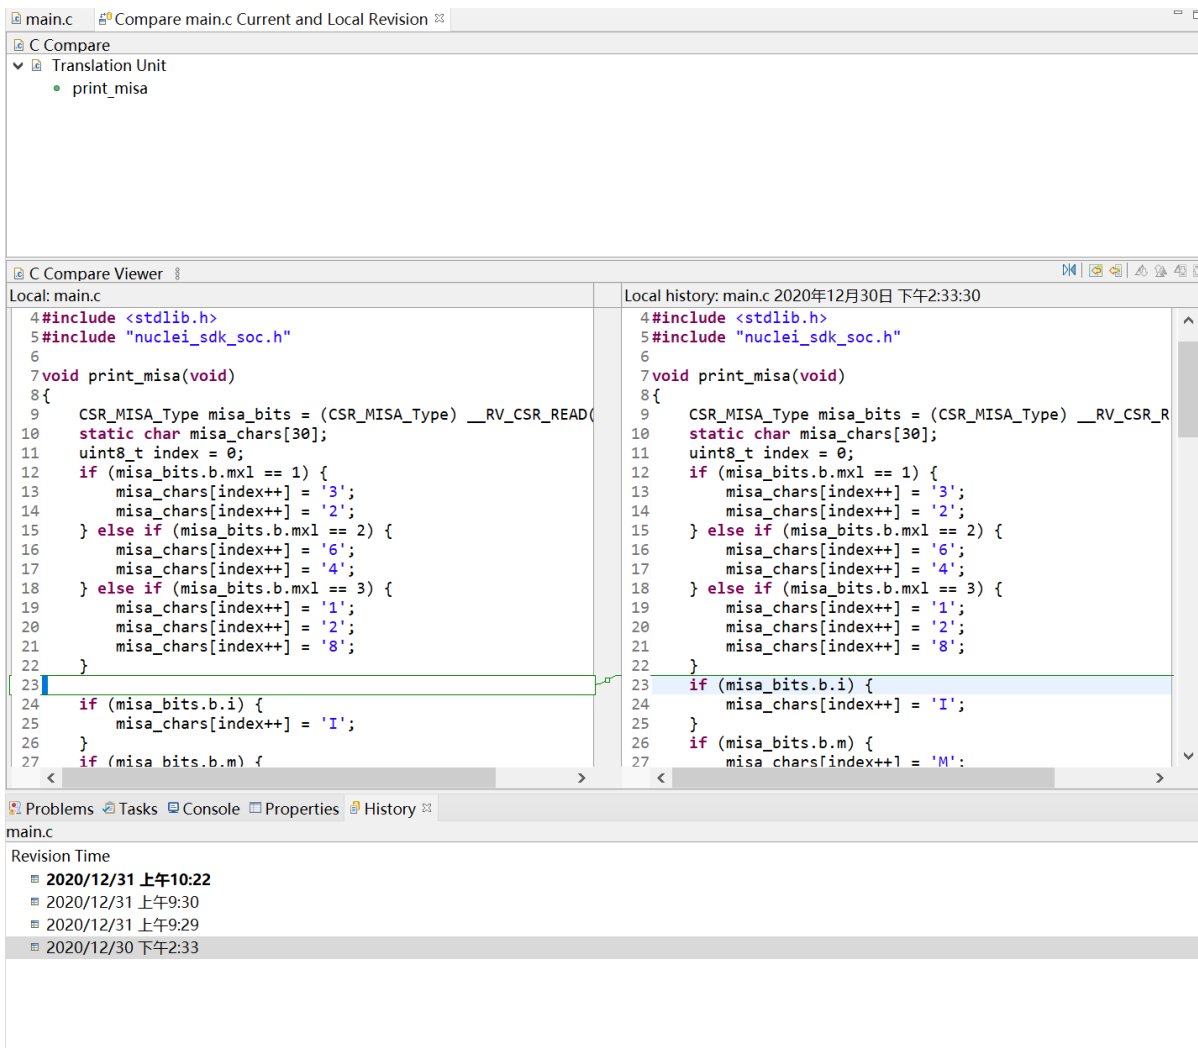 main.c Compare main.c Current and Local Revision
C Compare
Translation Unit
print_misa
C Compare Viewer
Local: main.c
4 #include <stdlib.h>
5 #include "nuclei_sdk_soc.h"
6
7 void print_misa(void)
8 {
9     CSR_MISA_Type misa_bits = (CSR_MISA_Type) __RV_CSR_READ(
10     static char misa_chars[30];
11     uint8_t index = 0;
12     if (misa_bits.b.mxl == 1) {
13         misa_chars[index++] = '3';
14         misa_chars[index++] = '2';
15     } else if (misa_bits.b.mxl == 2) {
16         misa_chars[index++] = '6';
17         misa_chars[index++] = '4';
18     } else if (misa_bits.b.mxl == 3) {
19         misa_chars[index++] = '1';
20         misa_chars[index++] = '2';
21         misa_chars[index++] = '8';
22     }
23
24     if (misa_bits.b.i) {
25         misa_chars[index++] = 'I';
26     }
27     if (misa_bits.b.m) {
Local history: main.c 2020年12月30日 下午2:33:30
4 #include <stdlib.h>
5 #include "nuclei_sdk_soc.h"
6
7 void print_misa(void)
8 {
9     CSR_MISA_Type misa_bits = (CSR_MISA_Type) __RV_CSR_R
10     static char misa_chars[30];
11     uint8_t index = 0;
12     if (misa_bits.b.mxl == 1) {
13         misa_chars[index++] = '3';
14         misa_chars[index++] = '2';
15     } else if (misa_bits.b.mxl == 2) {
16         misa_chars[index++] = '6';
17         misa_chars[index++] = '4';
18     } else if (misa_bits.b.mxl == 3) {
19         misa_chars[index++] = '1';
20         misa_chars[index++] = '2';
21         misa_chars[index++] = '8';
22     }
23     if (misa_bits.b.i) {
24         misa_chars[index++] = 'I';
25     }
26     if (misa_bits.b.m) {
27         misa_chars[index++] = 'M';
Problems Tasks Console Properties History
main.c
Revision Time
2020/12/31 上午10:22
2020/12/31 上午9:30
2020/12/31 上午9:29
2020/12/30 下午2:33